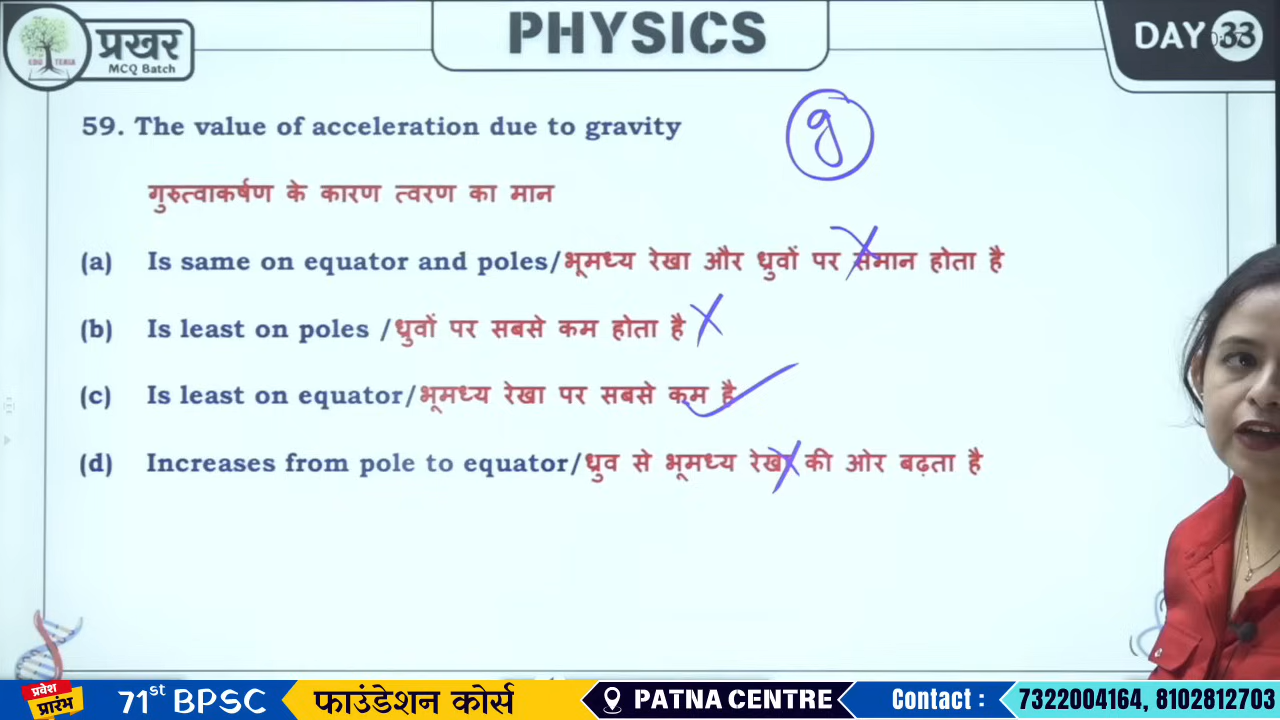 EDU TERIA
प्रखर
MCQ Batch
PHYSICS
DAY 33
59. The value of acceleration due to gravity
g
गुरुत्वाकर्षण के कारण त्वरण का मान
(a) Is same on equator and poles/भूमध्य रेखा और ध्रुवों पर समान होता है
(b) Is least on poles /ध्रुवों पर सबसे कम होता है
(c) Is least on equator/भूमध्य रेखा पर सबसे कम है
(d) Increases from pole to equator/ध्रुव से भूमध्य रेखा की ओर बढ़ता है
प्रवेश
प्रारंभ
71st BPSC
फाउंडेशन कोर्स
PATNA CENTRE
Contact :
7322004164, 8102812703